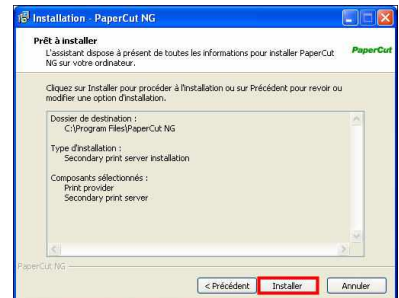 Installation - PaperCut NG
Prêt à installer
L'assistant dispose à présent de toutes les informations pour installer PaperCut
NG sur votre ordinateur.
PaperCut
Cliquez sur Installer pour procéder à l'installation ou sur Précédent pour revoir ou
modifier une option d'installation.
Dossier de destination :
C:\Program Files\PaperCut NG
Type d'installation :
Secondary print server installation
Composants sélectionnés :
Print provider
Secondary print server
PaperCut NG
< Précédent
Installer
Annuler